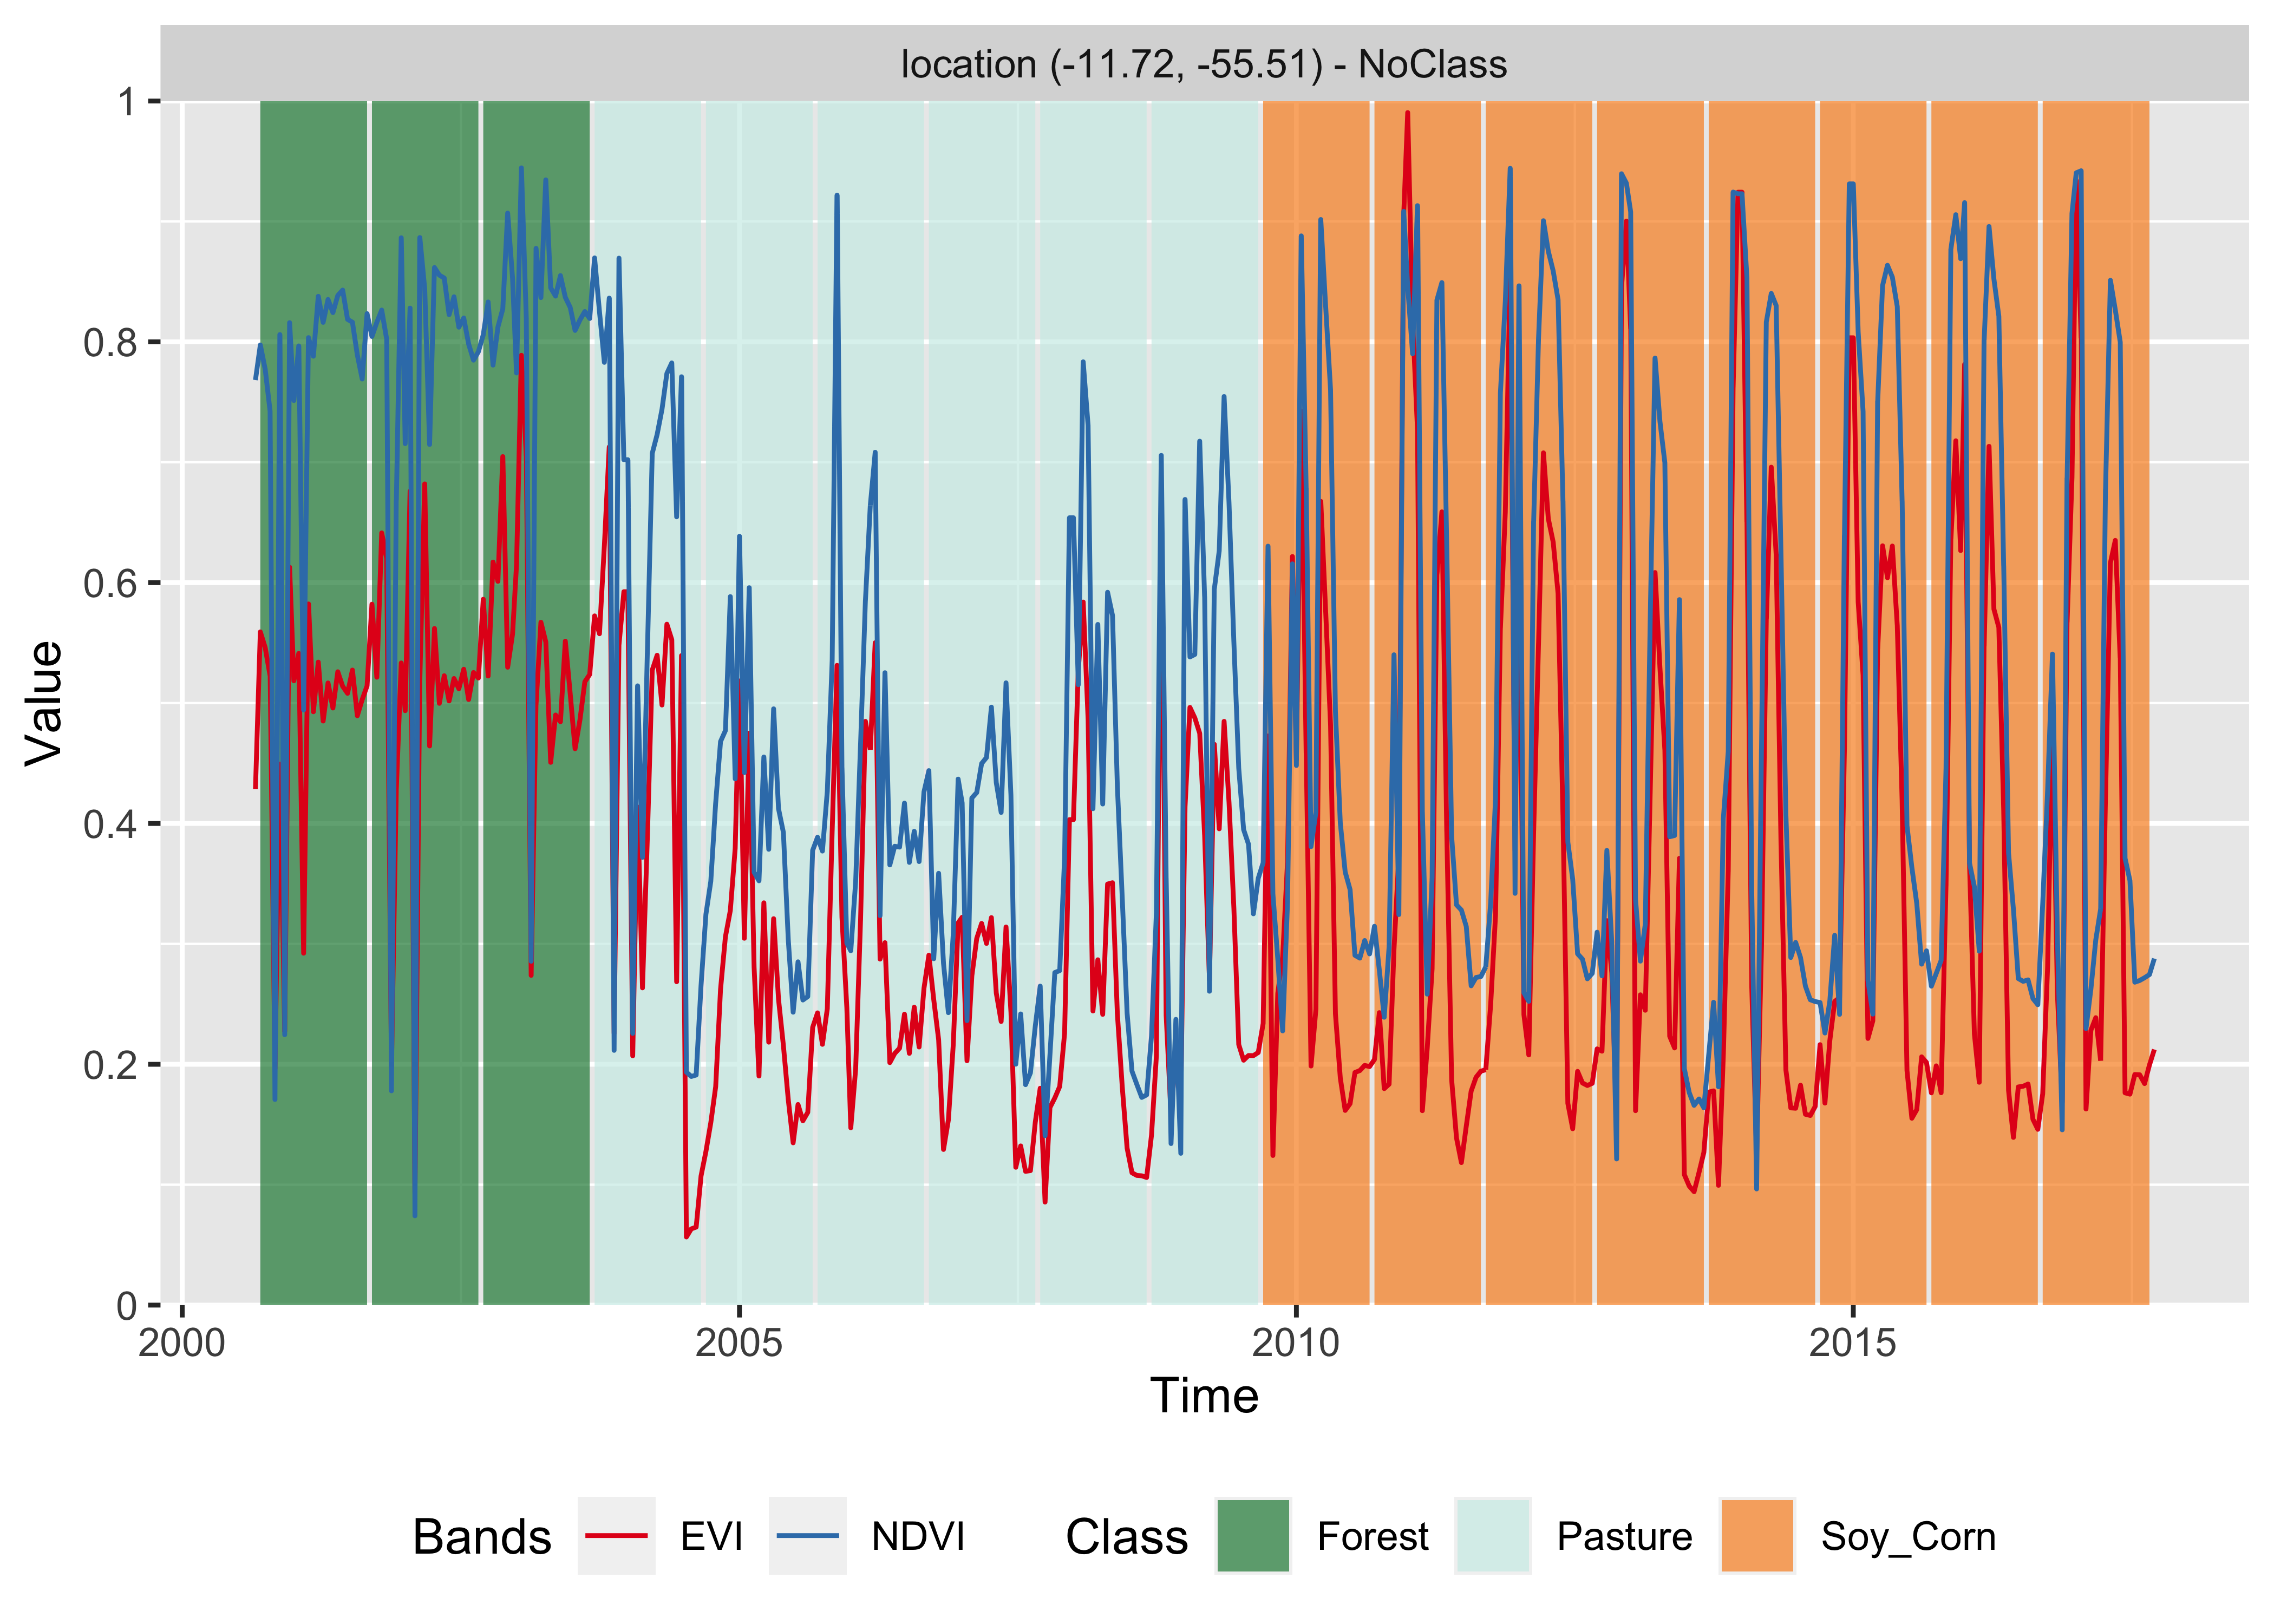 location (-11.72, -55.51) - NoClass
1
0.8
0.6
0.4
0.2
0
Value
2000 2005 2010 2015
Time
Bands EVI NDVI Class Forest Pasture Soy_Corn